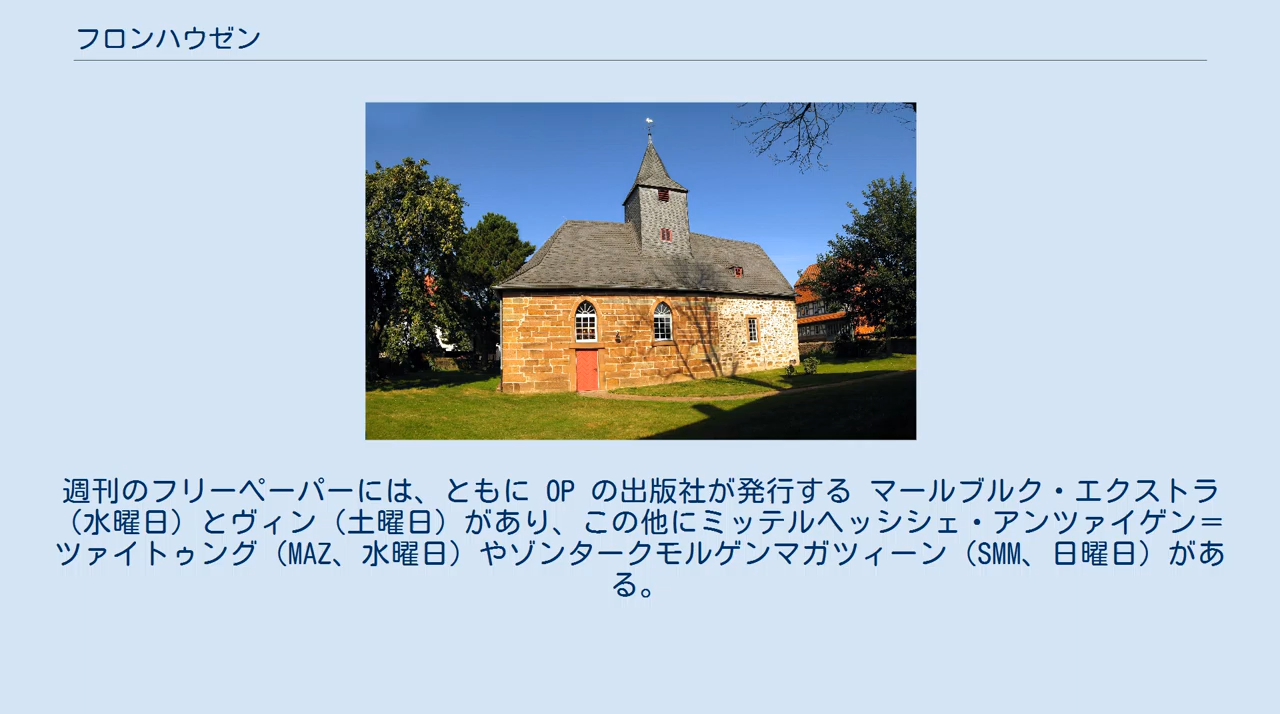 フロンハウゼン
週刊のフリーペーパーには、ともに OP の出版社が発行する マールブルク・エクストラ
（水曜日）とヴィン（土曜日）があり、この他にミッテルヘッシシェ・アンツァイゲン＝
ツァイトゥング（MAZ、水曜日）やゾンタークモルゲンマガツィーン（SMM、日曜日）があ
る。